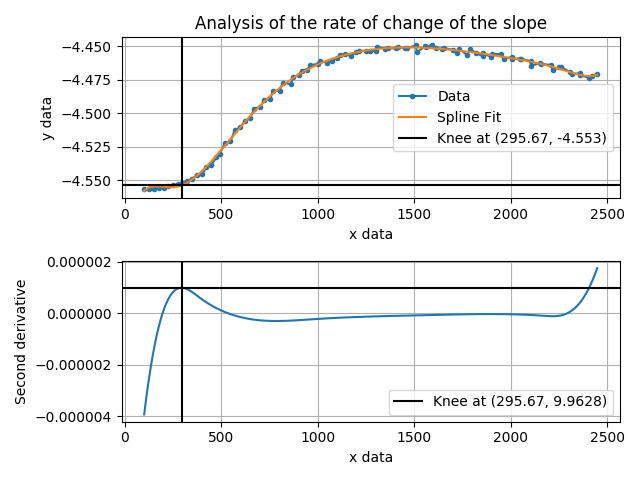 Analysis of the rate of change of the slope
−4.450
−4.475
−4.500
−4.525
−4.550
y data
Data
Spline Fit
Knee at (295.67, -4.553)
0 500 1000 1500 2000 2500
x data
0.000002
0.000000
−0.000002
−0.000004
Second derivative
Knee at (295.67, 9.9628)
0 500 1000 1500 2000 2500
x data